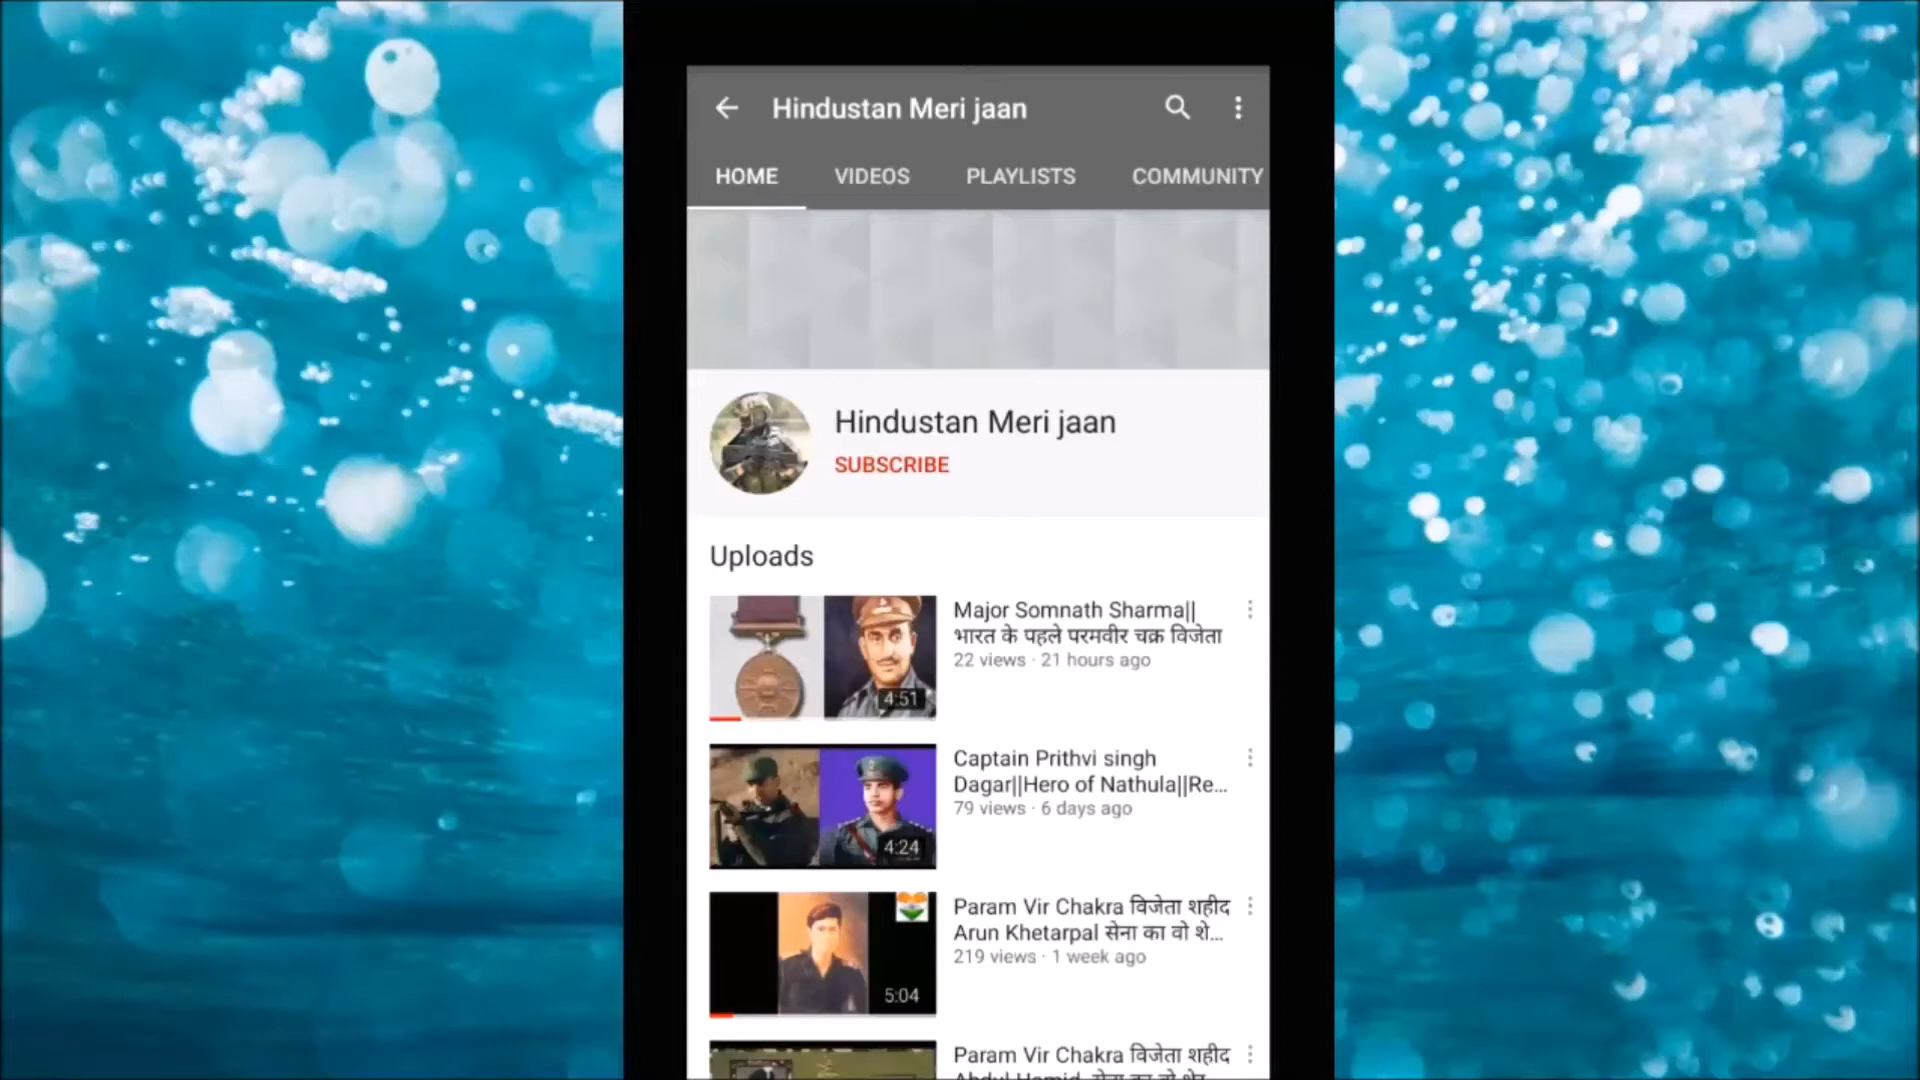 Hindustan Meri jaan
HOME VIDEOS PLAYLISTS COMMUNITY
Hindustan Meri jaan
SUBSCRIBE
Uploads
Major Somnath Sharma||
भारत के पहले परमवीर चक्र विजेता
22 views · 21 hours ago
4:51
Captain Prithvi singh
Dagar||Hero of Nathula||Re...
79 views · 6 days ago
4:24
Param Vir Chakra विजेता शहीद
Arun Khetarpal सेना का वो शे...
219 views · 1 week ago
5:04
Param Vir Chakra विजेता शहीद